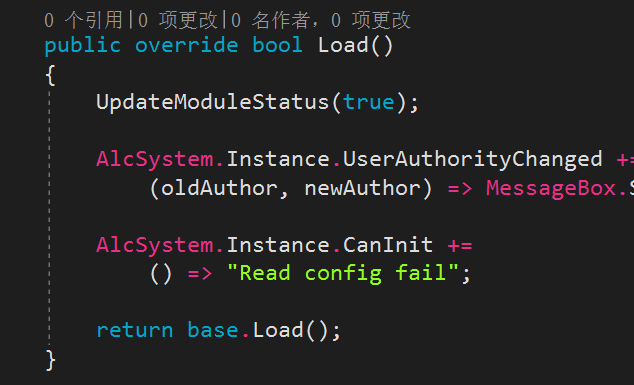 0 个引用|0 项更改|0 名作者, 0 项更改
public override bool Load()
{
UpdateModuleStatus(true);
AlcSystem.Instance.UserAuthorityChanged +=
(oldAuthor, newAuthor) => MessageBox.S
AlcSystem.Instance.CanInit +=
() => "Read config fail";
return base.Load();
}